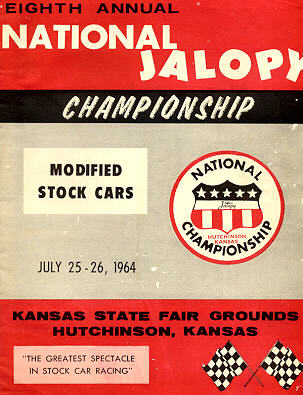 EIGHTH ANNUAL
NATIONAL
JALOPY
CHAMPIONSHIP
MODIFIED
STOCK CARS
NATIONAL
Jalopy
HUTCHINSON,
KANSAS
CHAMPIONSHIP
JULY 25-26, 1964
KANSAS STATE FAIR GROUNDS
HUTCHINSON, KANSAS
"THE GREATEST SPECTACLE
IN STOCK CAR RACING"